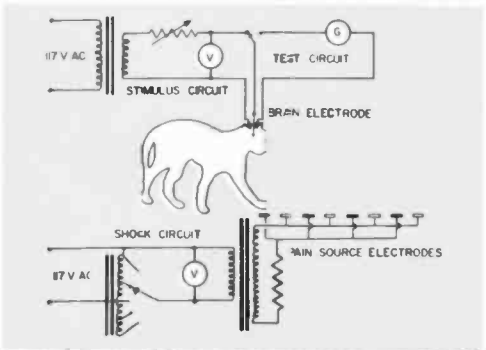 117 V AC
V
G
TEST CIRCUIT
STIMULUS CIRCUIT
BRAIN ELECTRODE
SHOCK CIRCUIT
PAIN SOURCE ELECTRODES
117 V AC
V